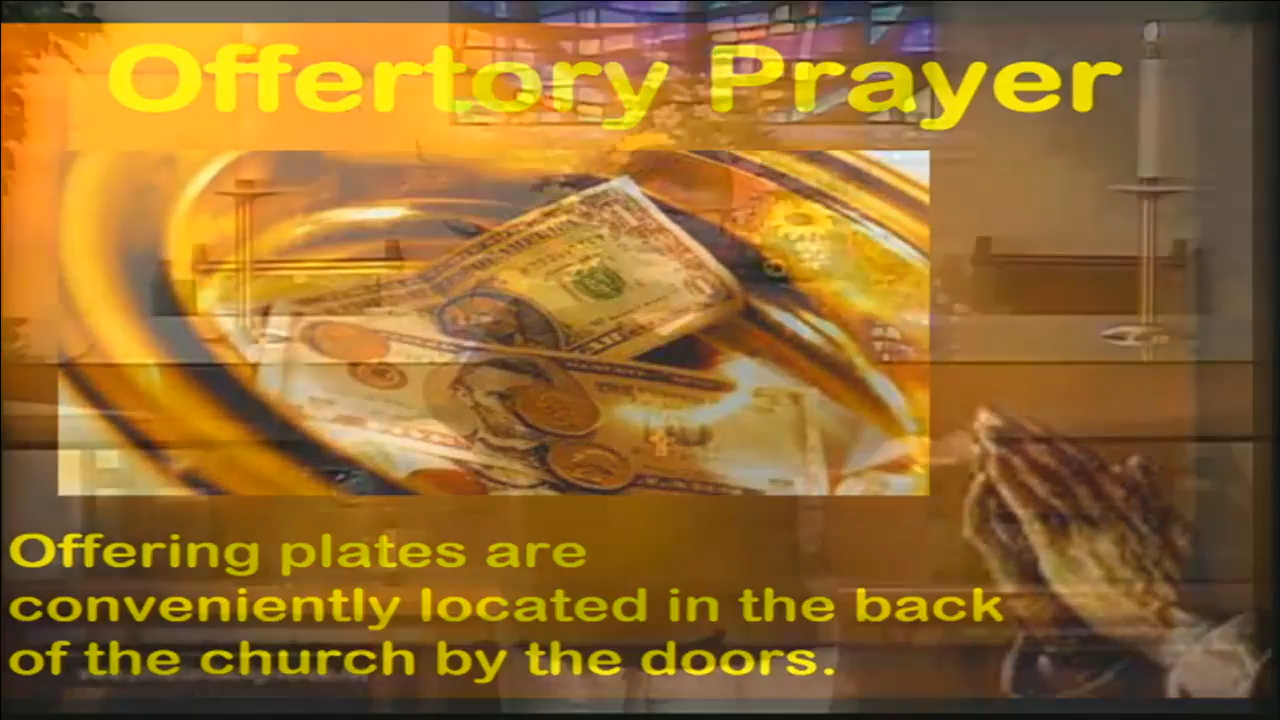 Offertory Prayer
Offering plates are
conveniently located in the back
of the church by the doors.